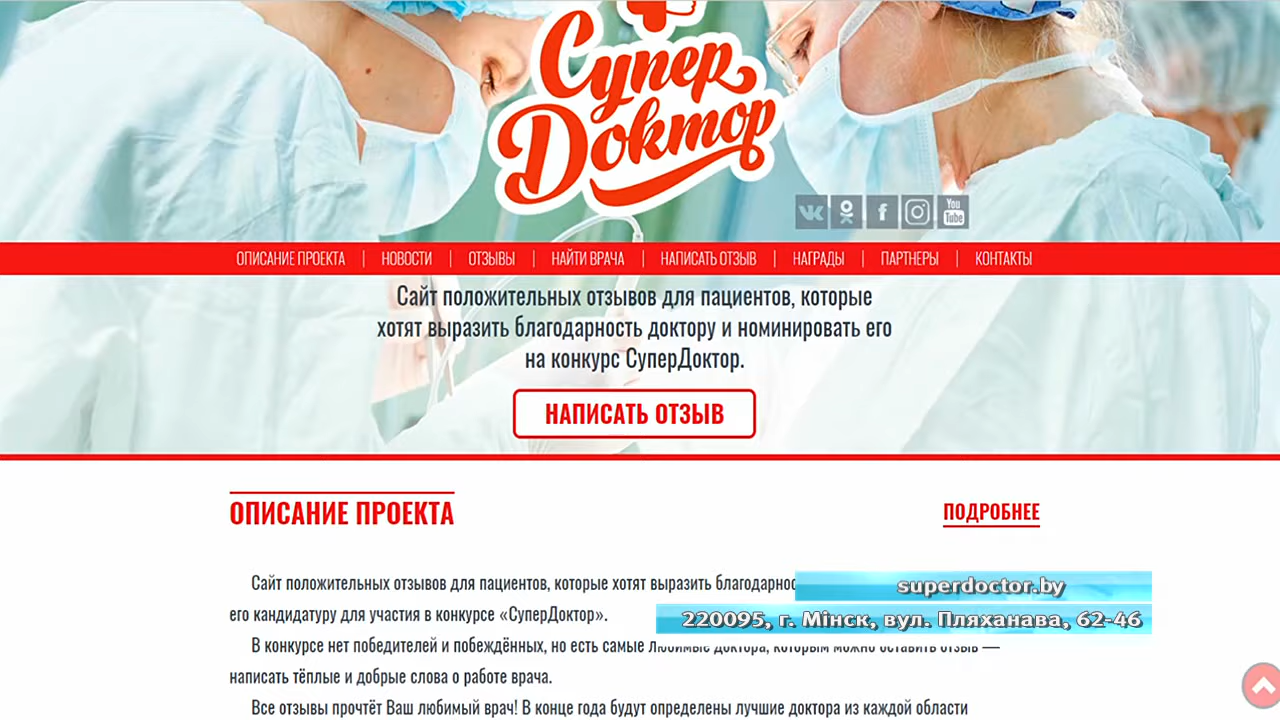 Супер
Доктор
You
Tube
ОПИСАНИЕ ПРОЕКТА | НОВОСТИ | ОТЗЫВЫ | НАЙТИ ВРАЧА | НАПИСАТЬ ОТЗЫВ | НАГРАДЫ | ПАРТНЕРЫ | КОНТАКТЫ
Сайт положительных отзывов для пациентов, которые
хотят выразить благодарность доктору и номинировать его
на конкурс СуперДоктор.
НАПИСАТЬ ОТЗЫВ
ОПИСАНИЕ ПРОЕКТА
ПОДРОБНЕЕ
Сайт положительных отзывов для пациентов, которые хотят выразить
superdoctor.by
его кандидатуру для участия в конкурсе «СуперДоктор».
220095, г. Мінск, вул. Пляханава, 62-46
В конкурсе нет победителей и побеждённых, но есть самые любимые доктора, которым можно оставить отзыв —
написать тёплые и добрые слова о работе врача.
Все отзывы прочтёт Ваш любимый врач! В конце года будут определены лучшие доктора из каждой области